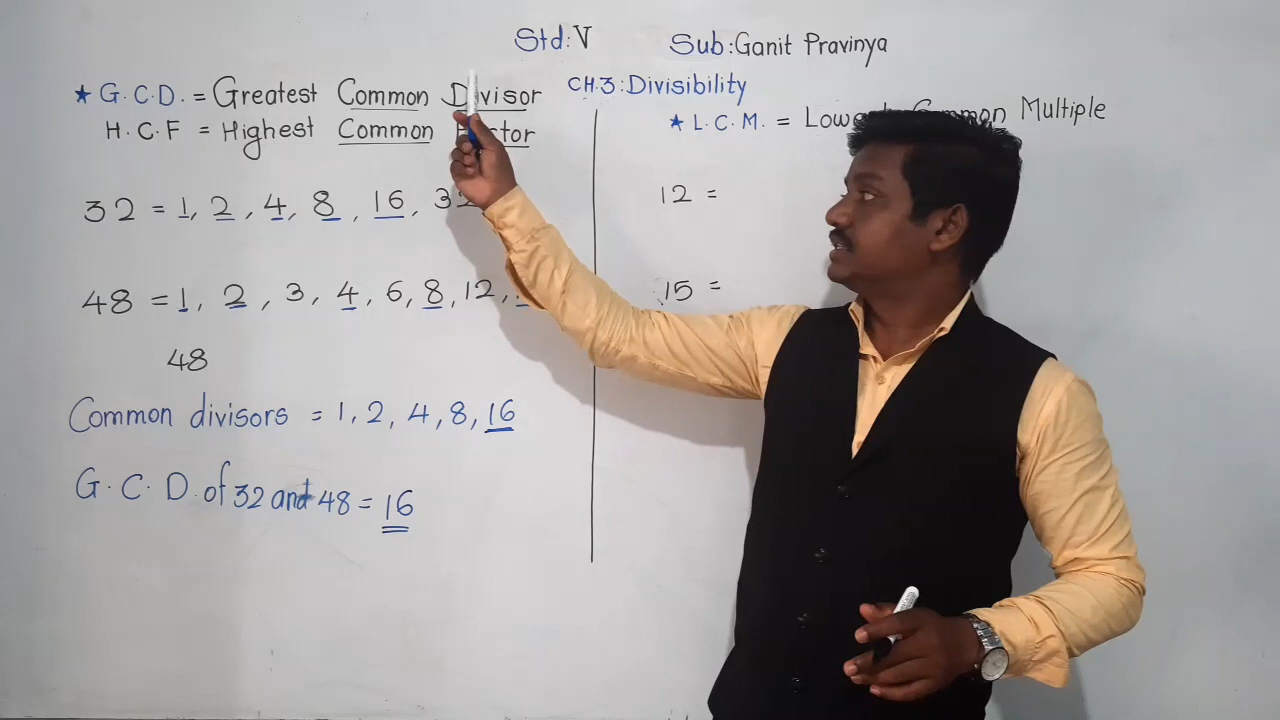 Std: V
Sub: Ganit Pravinya
CH.3: Divisibility
★ G.C.D. = Greatest Common Divisor
H.C.F = Highest Common Factor
32 = 1, 2, 4, 8, 16, 32
48 = 1, 2, 3, 4, 6, 8, 12,
48
Common divisors = 1, 2, 4, 8, 16
G.C.D. of 32 and 48 = 16
★ L.C.M. = Lowest Common Multiple
12 =
15 =